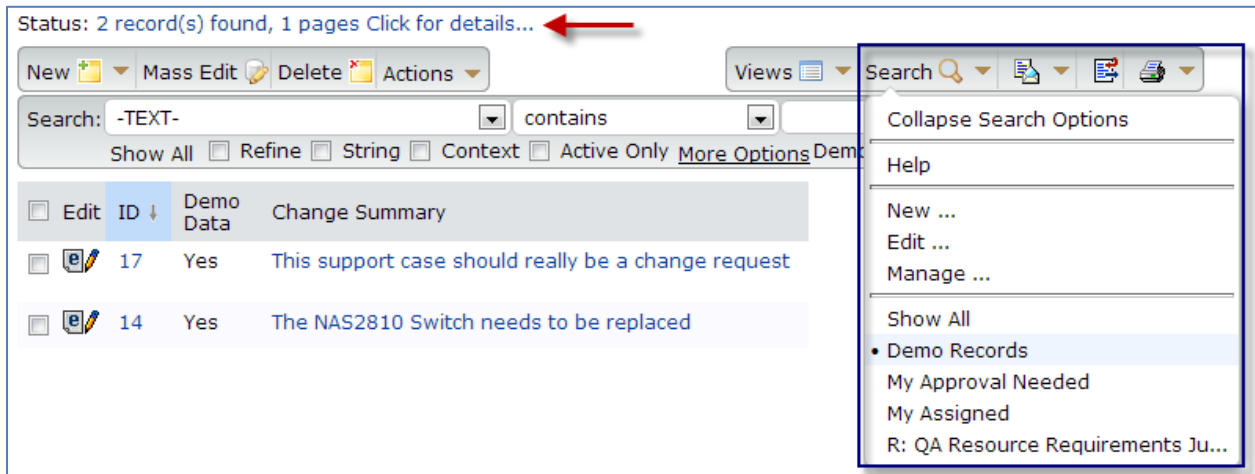 Status: 2 record(s) found, 1 pages Click for details...
New Mass Edit Delete Actions Views Search
Search: -TEXT- contains
Show All Refine String Context Active Only More Options Demo
Edit ID Demo Data Change Summary
17 Yes This support case should really be a change request
14 Yes The NAS2810 Switch needs to be replaced
Collapse Search Options
Help
New ...
Edit ...
Manage ...
Show All
• Demo Records
My Approval Needed
My Assigned
R: QA Resource Requirements Ju...